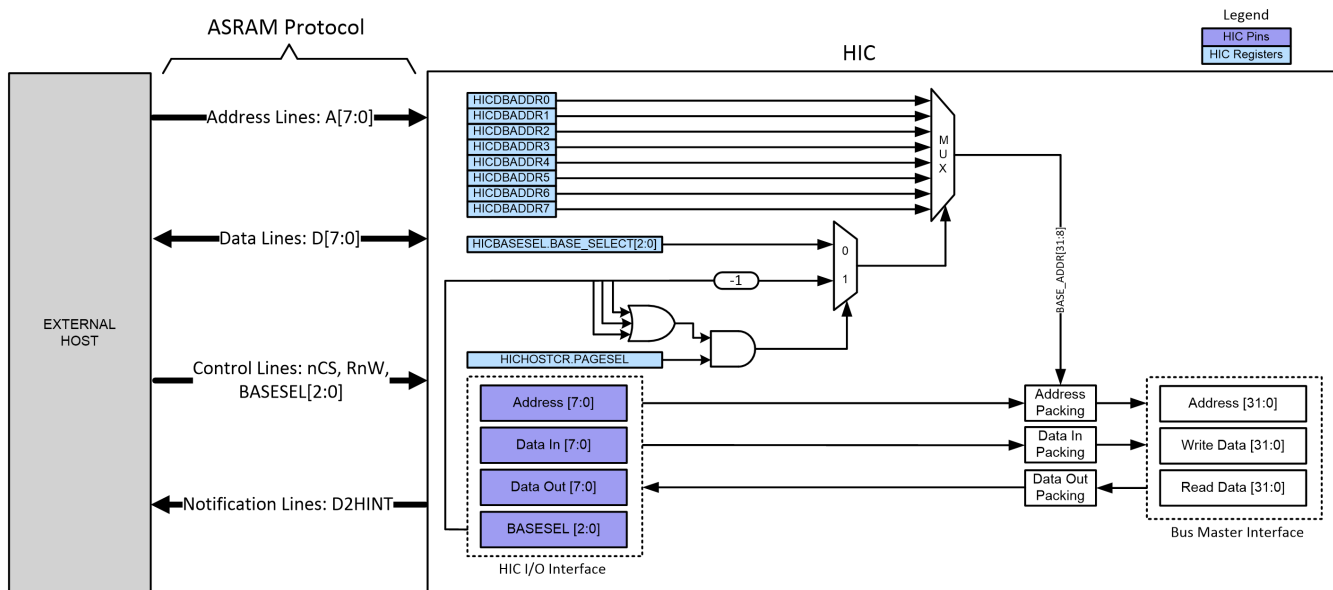 Legend
HIC Pins
HIC Registers
ASRAM Protocol
HIC
EXTERNAL
HOST
Address Lines: A[7:0]
Data Lines: D[7:0]
Control Lines: nCS, RnW,
BASESEL[2:0]
Notification Lines: D2HINT
HICDBADDR0
HICDBADDR1
HICDBADDR2
HICDBADDR3
HICDBADDR4
HICDBADDR5
HICDBADDR6
HICDBADDR7
M
U
X
HICBASESEL.BASE_SELECT[2:0]
0
1
-1
HICHOSTCR.PAGESEL
BASE_ADDR[31:8]
Address [7:0]
Data In [7:0]
Data Out [7:0]
BASESEL [2:0]
HIC I/O Interface
Address
Packing
Data In
Packing
Data Out
Packing
Address [31:0]
Write Data [31:0]
Read Data [31:0]
Bus Master Interface